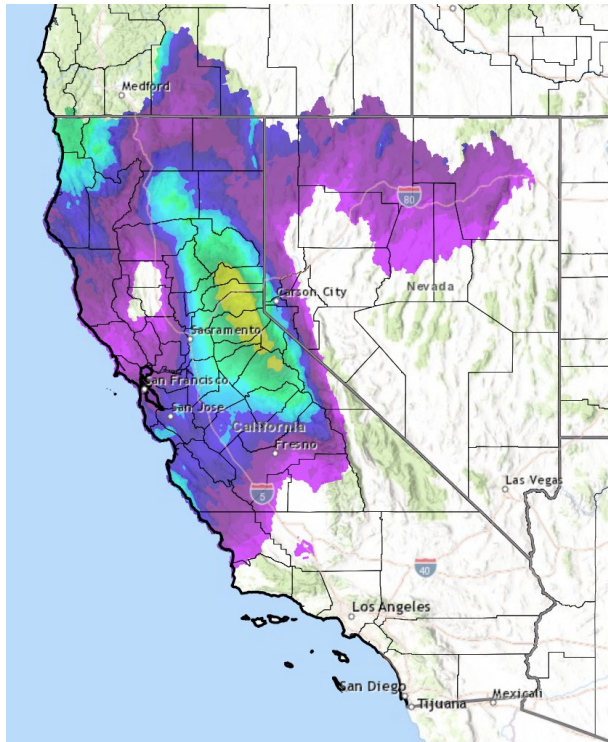 Medford
80
Nevada
Carson City
Sacramento
San Francisco
San Jose
California
Fresno
5
Las Vegas
40
Los Angeles
San Diego
Tijuana
Mexicali